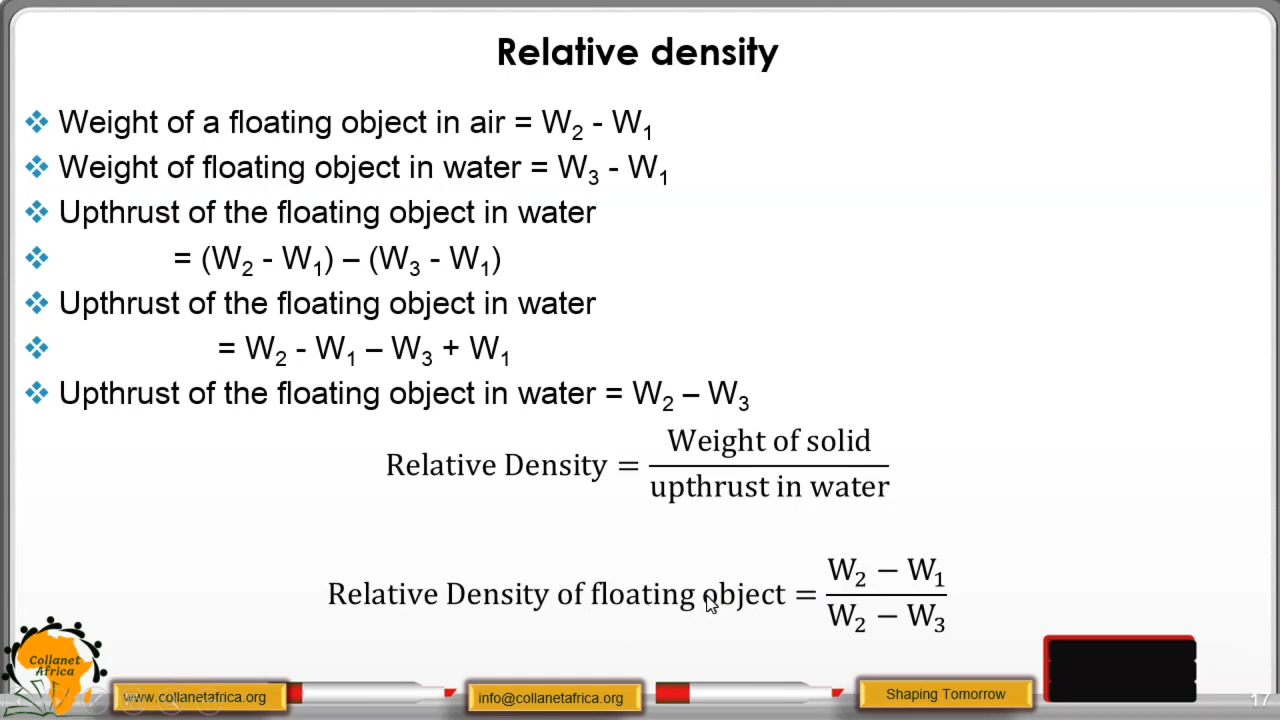 Relative density
❖ Weight of a floating object in air = W₂ - W₁
❖ Weight of floating object in water = W₃ - W₁
❖ Upthrust of the floating object in water
❖ = (W₂ - W₁) – (W₃ - W₁)
❖ Upthrust of the floating object in water
❖ = W₂ - W₁ – W₃ + W₁
❖ Upthrust of the floating object in water = W₂ – W₃
Relative Density = Weight of solid / upthrust in water
Relative Density of floating object = W₂ − W₁ / W₂ − W₃
Collanet Africa
www.collanetafrica.org
info@collanetafrica.org
Shaping Tomorrow
17